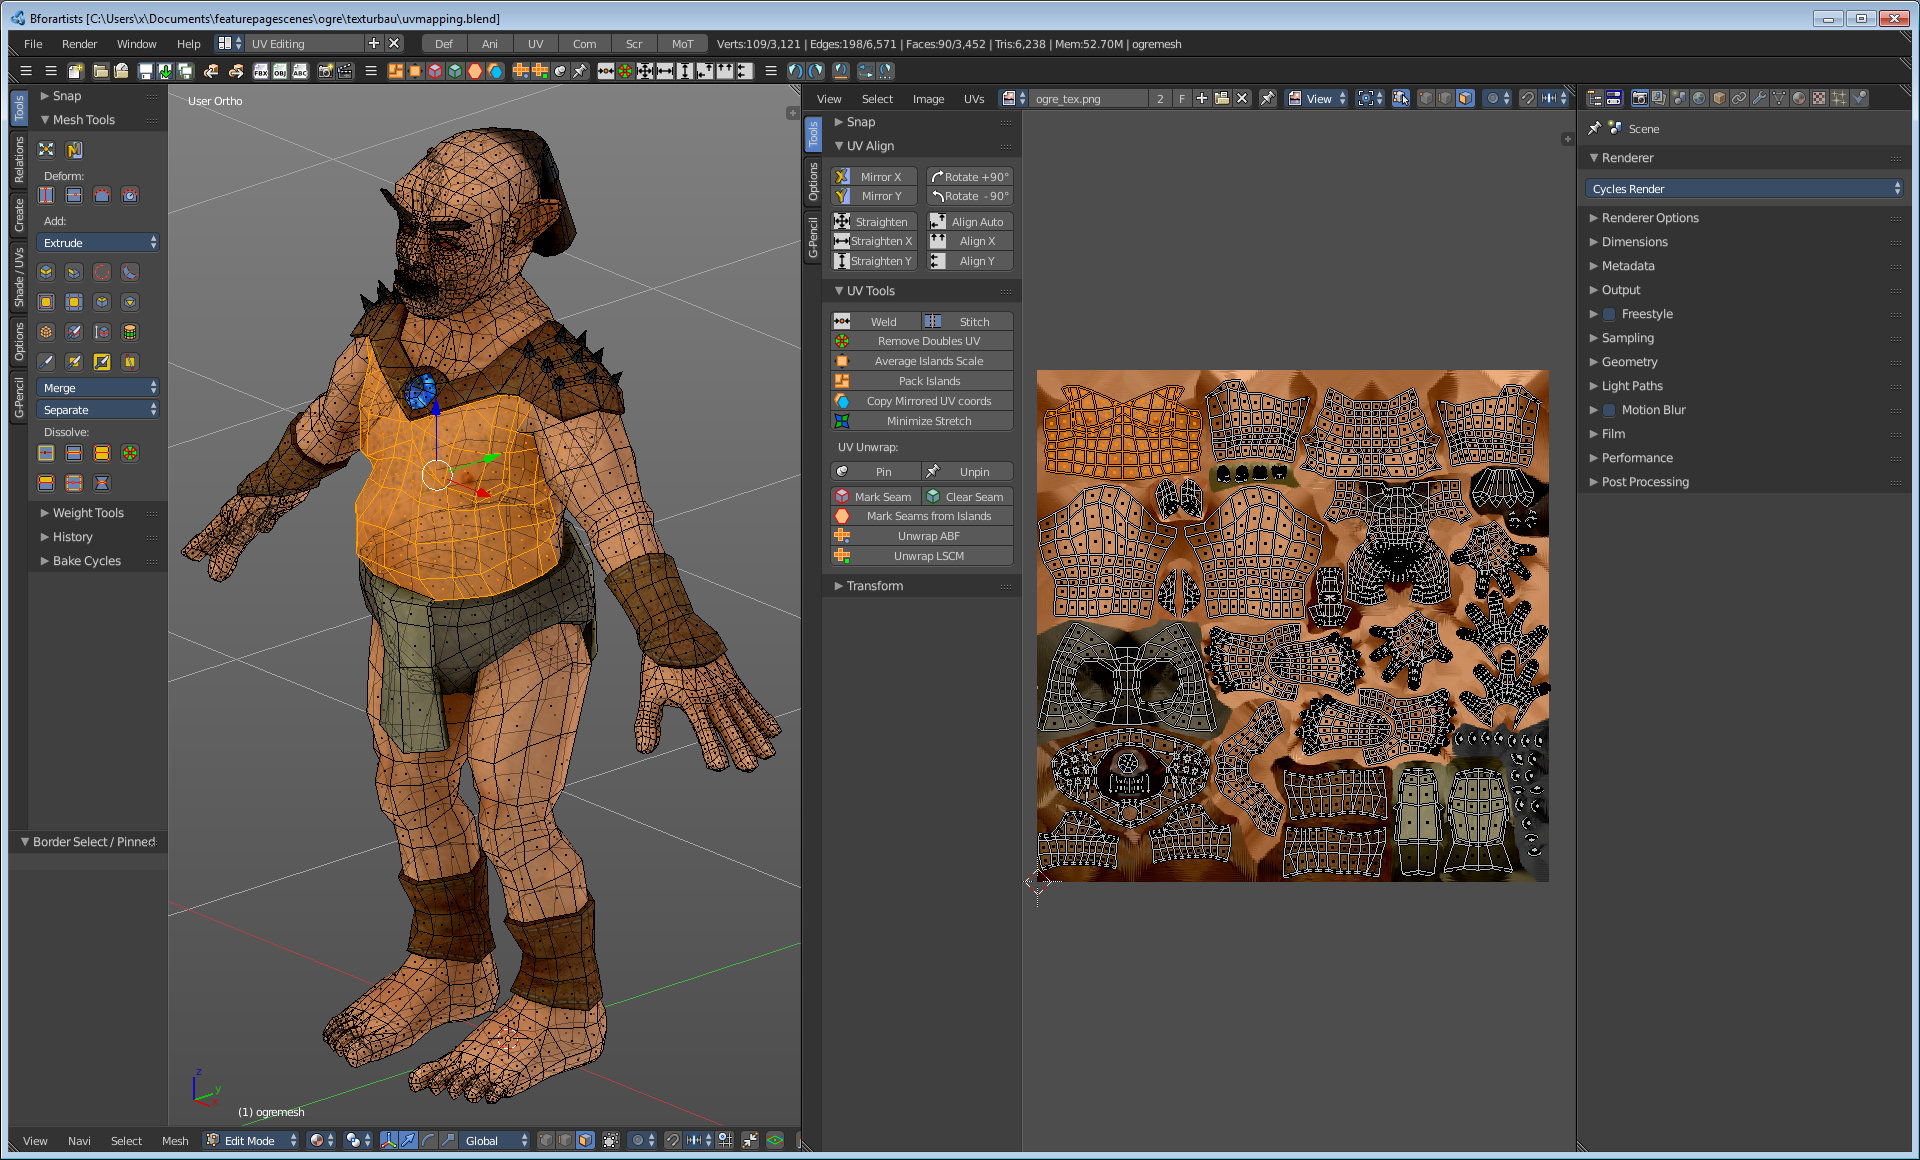 Bforartists [C:\Users\x\Documents\featurepagescenes\ogre\texturbau\uvmapping.blend]
File Render Window Help UV Editing Def Ani UV Com Scr MoT Verts:109/3,121 | Edges:198/6,571 | Faces:90/3,452 | Tris:6,238 | Mem:52.70M | ogremesh
FBX OBJ ABC
Tools
Relations
Create
Shade / UVs
Options
G-Pencil
Snap
Mesh Tools
Deform:
Add:
Extrude
Merge
Separate
Dissolve:
Weight Tools
History
Bake Cycles
Border Select / Pinned
User Ortho
z
y
(1) ogremesh
View Navi Select Mesh Edit Mode Global
View Select Image UVs ogre_tex.png 2 F View
Tools
Options
G-Pencil
Snap
UV Align
Mirror X Rotate +90°
Mirror Y Rotate -90°
Straighten Align Auto
Straighten X Align X
Straighten Y Align Y
UV Tools
Weld Stitch
Remove Doubles UV
Average Islands Scale
Pack Islands
Copy Mirrored UV coords
Minimize Stretch
UV Unwrap:
Pin Unpin
Mark Seam Clear Seam
Mark Seams from Islands
Unwrap ABF
Unwrap LSCM
Transform
Scene
Renderer
Cycles Render
Renderer Options
Dimensions
Metadata
Output
Freestyle
Sampling
Geometry
Light Paths
Motion Blur
Film
Performance
Post Processing